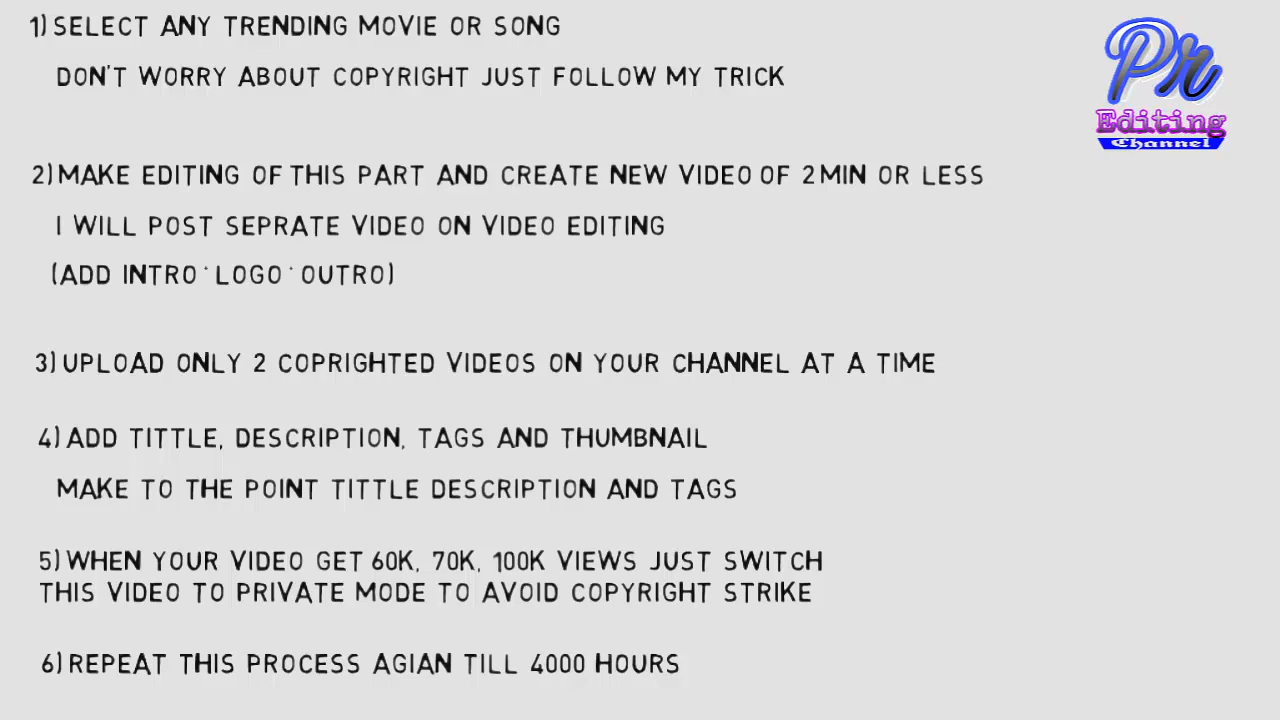 1) SELECT ANY TRENDING MOVIE OR SONG
DON'T WORRY ABOUT COPYRIGHT JUST FOLLOW MY TRICK
Pr
Editing
Channel
2) MAKE EDITING OF THIS PART AND CREATE NEW VIDEO OF 2 MIN OR LESS
I WILL POST SEPRATE VIDEO ON VIDEO EDITING
(ADD INTRO ' LOGO ' OUTRO)
3) UPLOAD ONLY 2 COPRIGHTED VIDEOS ON YOUR CHANNEL AT A TIME
4) ADD TITTLE, DESCRIPTION, TAGS AND THUMBNAIL
MAKE TO THE POINT TITTLE DESCRIPTION AND TAGS
5) WHEN YOUR VIDEO GET 60K, 70K, 100K VIEWS JUST SWITCH
THIS VIDEO TO PRIVATE MODE TO AVOID COPYRIGHT STRIKE
6) REPEAT THIS PROCESS AGIAN TILL 4000 HOURS